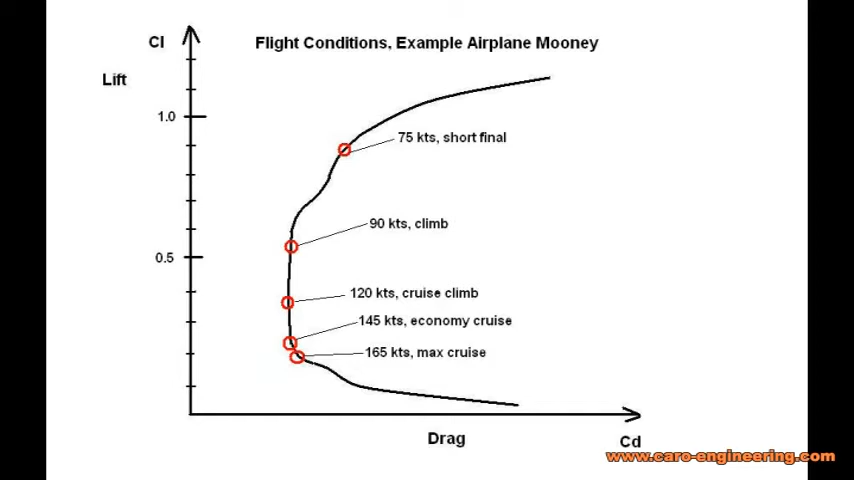 Cl
Flight Conditions, Example Airplane Mooney
Lift
1.0
75 kts, short final
90 kts, climb
0.5
120 kts, cruise climb
145 kts, economy cruise
165 kts, max cruise
Drag
Cd
www.caro-engineering.com